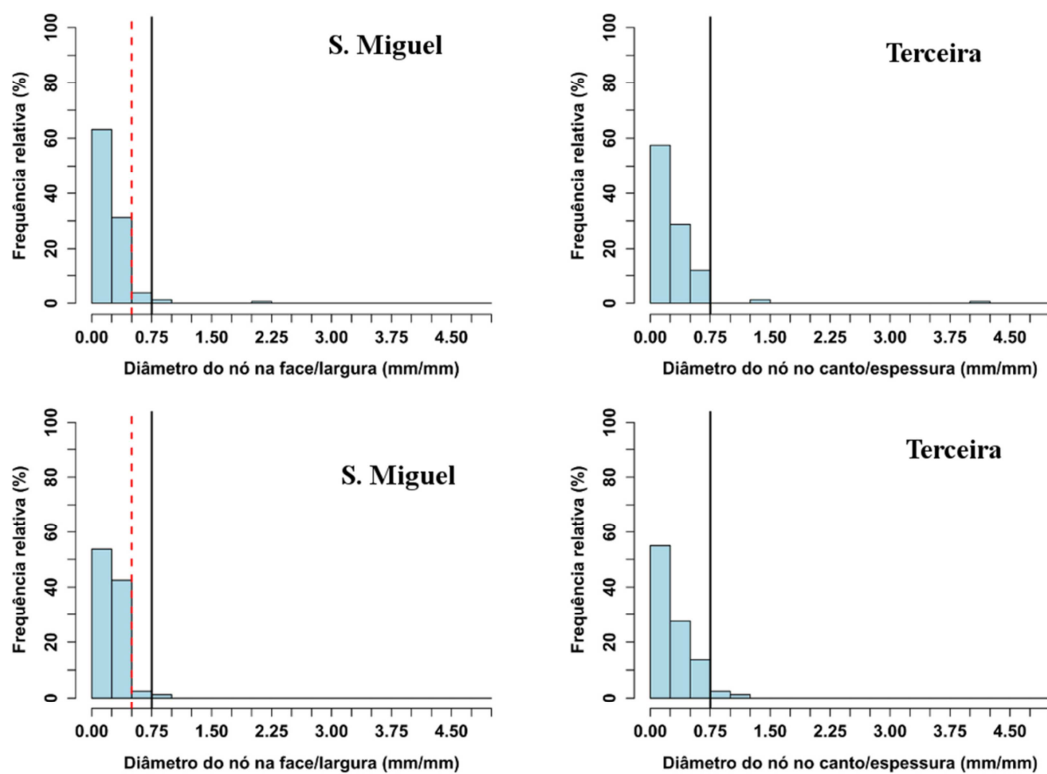 S. Miguel
Frequência relativa (%)
100
80
60
40
20
0
0.00 0.75 1.50 2.25 3.00 3.75 4.50
Diâmetro do nó na face/largura (mm/mm)
Terceira
Frequência relativa (%)
100
80
60
40
20
0
0.00 0.75 1.50 2.25 3.00 3.75 4.50
Diâmetro do nó no canto/espessura (mm/mm)
S. Miguel
Frequência relativa (%)
100
80
60
40
20
0
0.00 0.75 1.50 2.25 3.00 3.75 4.50
Diâmetro do nó na face/largura (mm/mm)
Terceira
Frequência relativa (%)
100
80
60
40
20
0
0.00 0.75 1.50 2.25 3.00 3.75 4.50
Diâmetro do nó no canto/espessura (mm/mm)